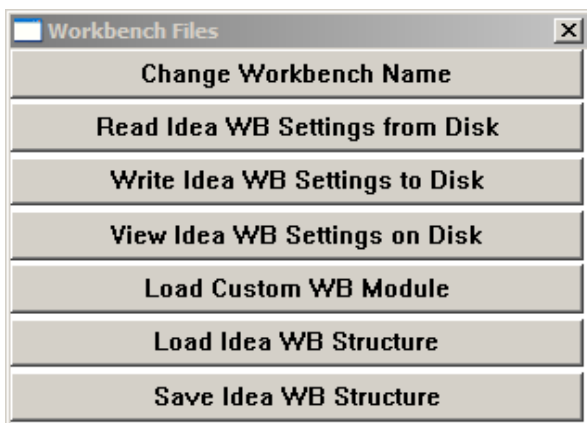 Workbench Files
Change Workbench Name
Read Idea WB Settings from Disk
Write Idea WB Settings to Disk
View Idea WB Settings on Disk
Load Custom WB Module
Load Idea WB Structure
Save Idea WB Structure